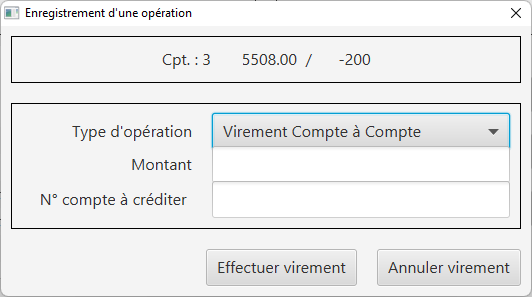 Enregistrement d'une opération
Cpt. : 3 5508.00 / -200
Type d'opération Virement Compte à Compte
Montant
N° compte à créditer
Effectuer virement Annuler virement